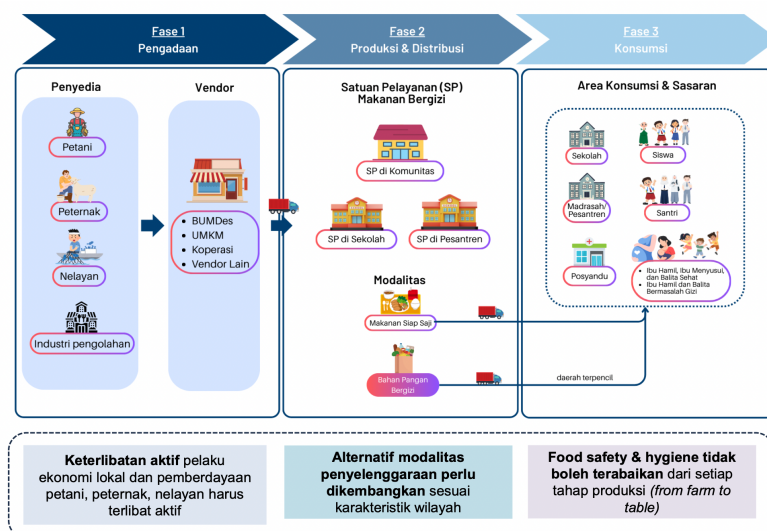 Fase 1
Pengadaan
Fase 2
Produksi & Distribusi
Fase 3
Konsumsi
Penyedia
Petani
Peternak
Nelayan
Industri pengolahan
Vendor
• BUMDes
• UMKM
• Koperasi
• Vendor Lain
Satuan Pelayanan (SP)
Makanan Bergizi
SP di Komunitas
SP di Sekolah
SP di Pesantren
Modalitas
Makanan Siap Saji
Bahan Pangan
Bergizi
Area Konsumsi & Sasaran
Sekolah
Siswa
Madrasah/
Pesantren
Santri
Posyandu
• Ibu Hamil, Ibu Menyusui,
dan Balita Sehat
• Ibu Hamil dan Balita
Bermasalah Gizi
daerah terpencil
Keterlibatan aktif pelaku
ekonomi lokal dan pemberdayaan
petani, peternak, nelayan harus
terlibat aktif
Alternatif modalitas
penyelenggaraan perlu
dikembangkan sesuai
karakteristik wilayah
Food safety & hygiene tidak
boleh terabaikan dari setiap
tahap produksi (from farm to
table)